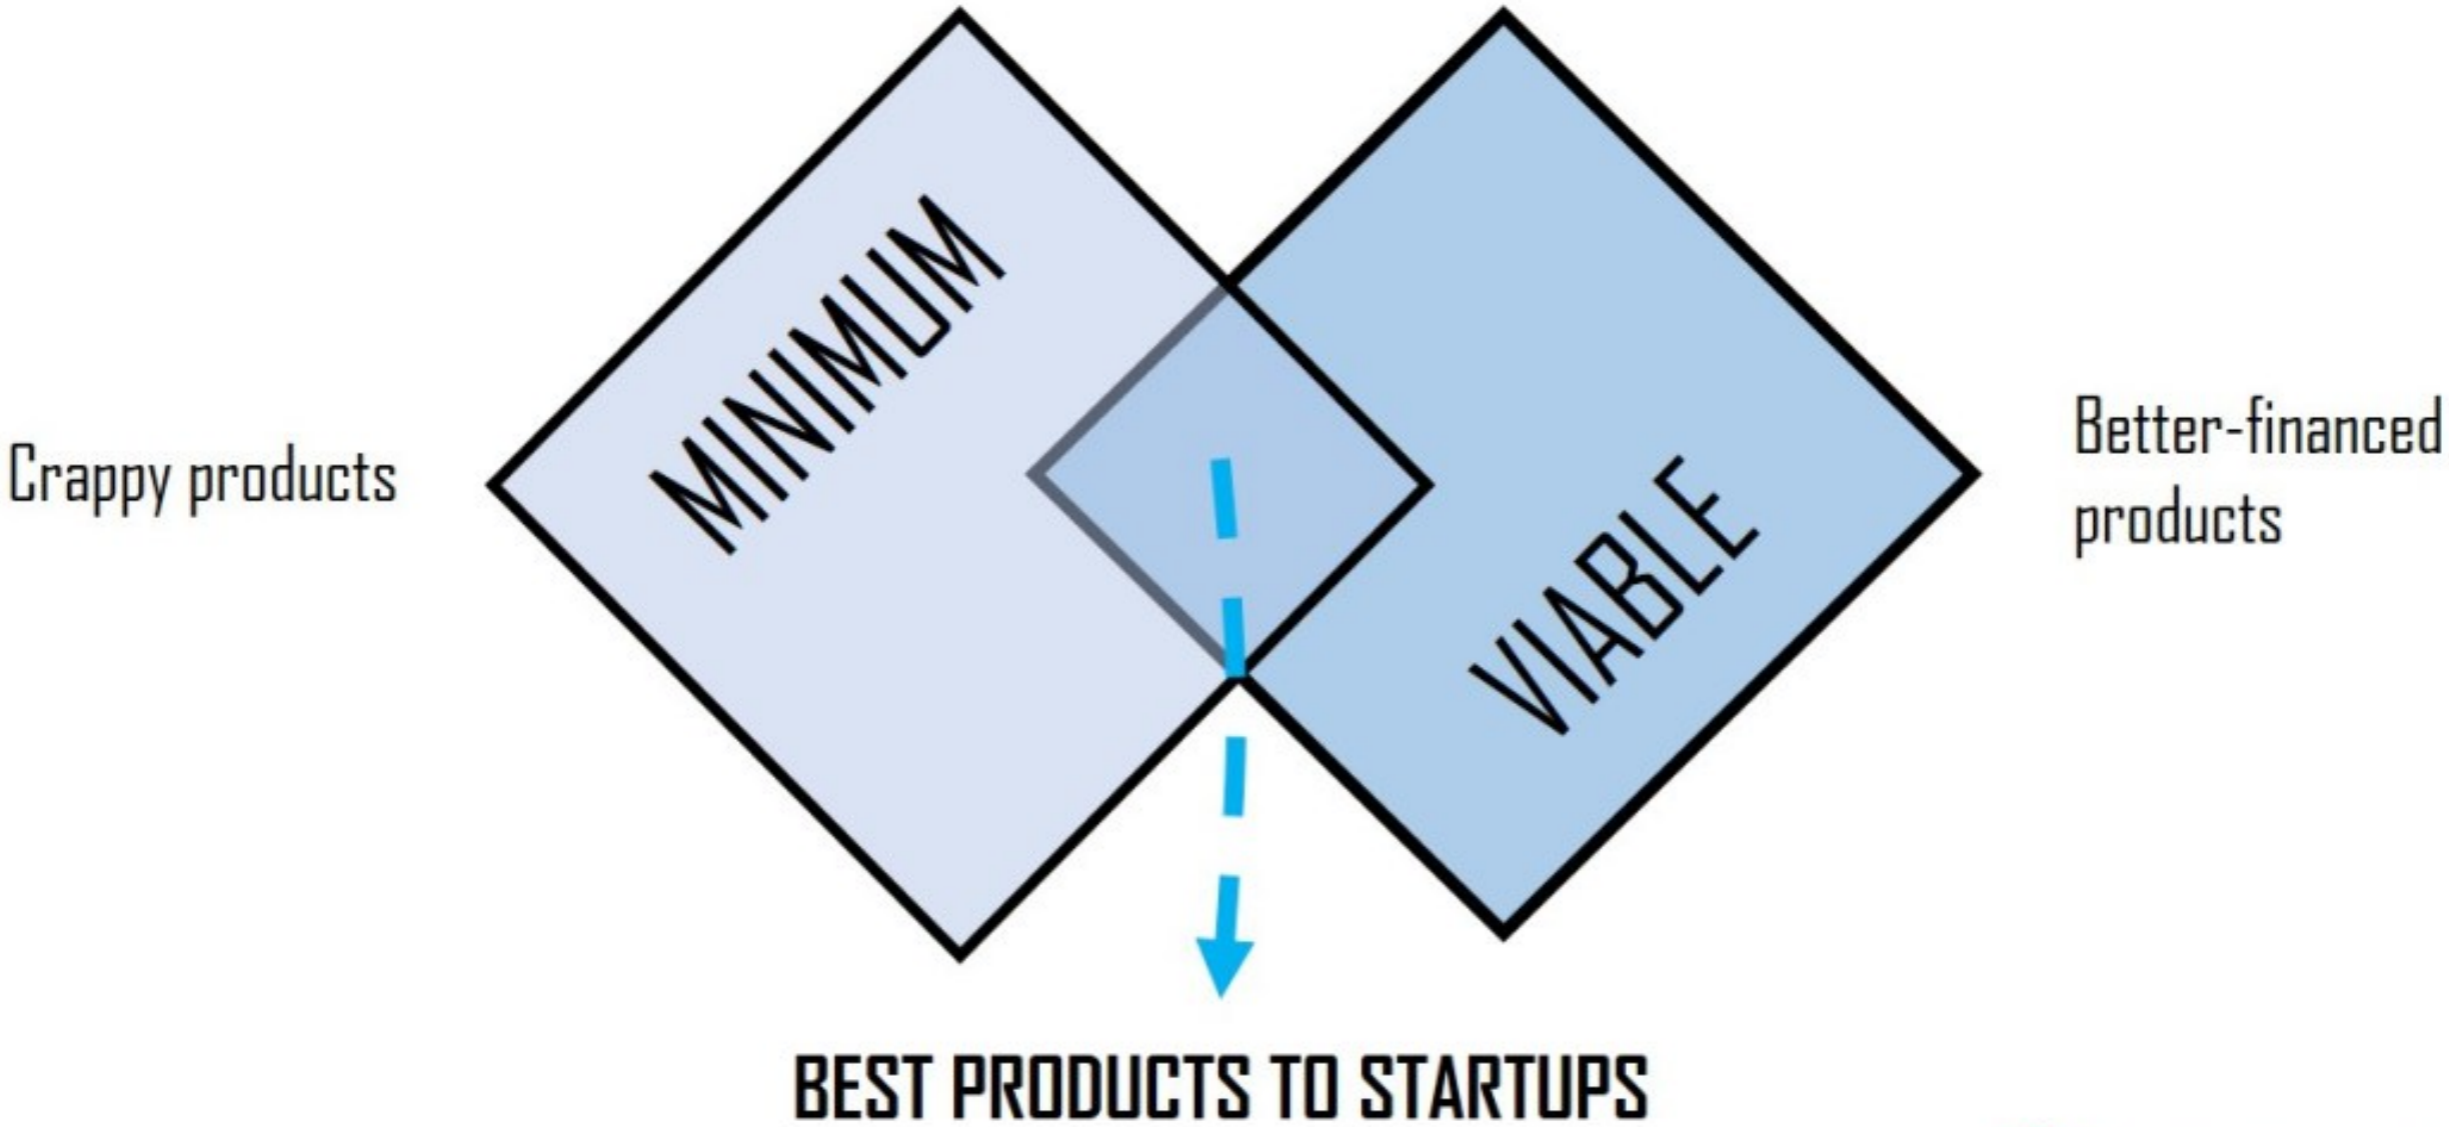 MINIMUM
Crappy products
Better-financed
products
VIABLE
BEST PRODUCTS TO STARTUPS